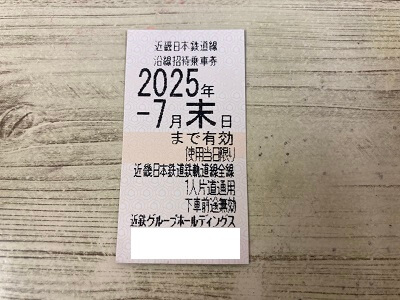 近畿日本鉄道線
沿線招待乗車券
2025年
-7月末日
まで有効
使用当日限り
近畿日本鉄道鉄軌道線全線
1人片道通用
下車前途無効
近鉄グループホールディングス